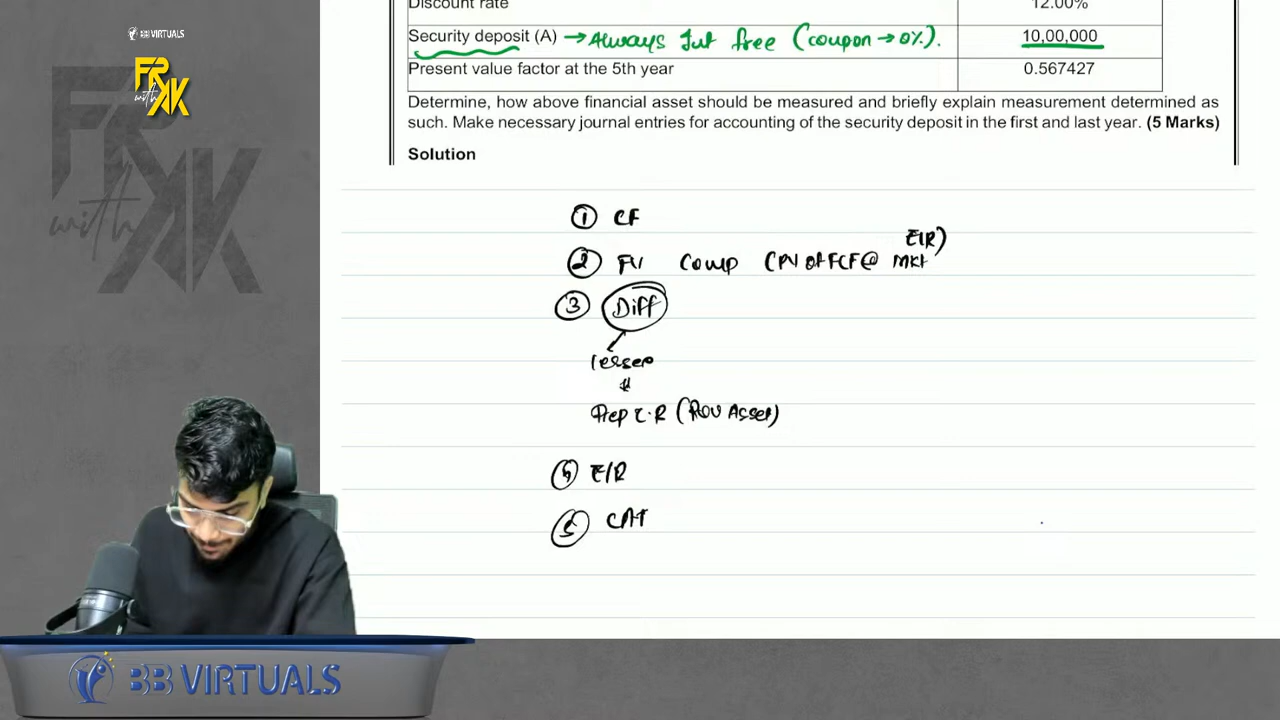 BB VIRTUALS
FR
with AK
Discount rate 12.00%
Security deposit (A) → Always Int free (coupon → 0%). 10,00,000
Present value factor at the 5th year 0.567427
Determine, how above financial asset should be measured and briefly explain measurement determined as
such. Make necessary journal entries for accounting of the security deposit in the first and last year. (5 Marks)
Solution
① CF
EIR)
② FV Comp (PV of FCF@ Mkt
③ Diff
lessee
Prep L.R (ROU Asset)
④ EIR
⑤ CAT
BB VIRTUALS